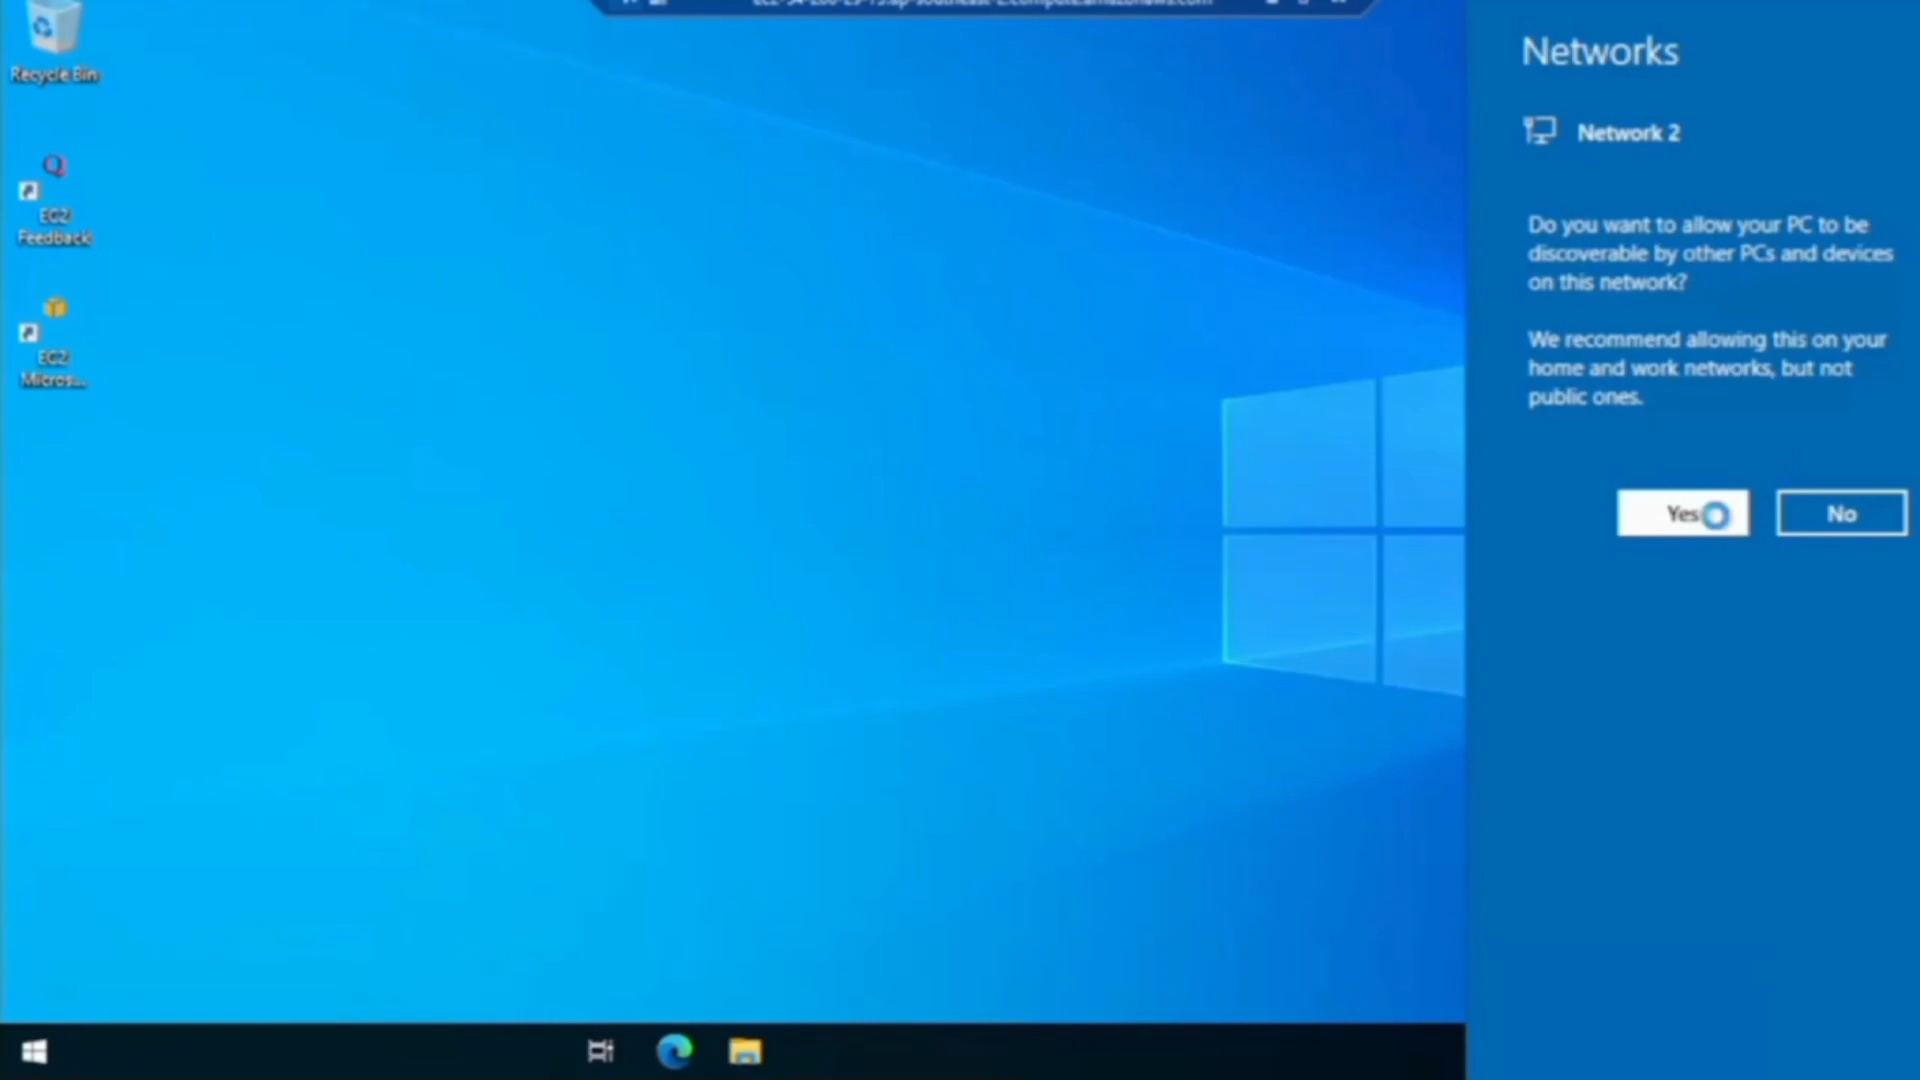 Recycle Bin
EC2
Feedback
EC2
Micros...
Networks
Network 2
Do you want to allow your PC to be
discoverable by other PCs and devices
on this network?
We recommend allowing this on your
home and work networks, but not
public ones.
Yes
No